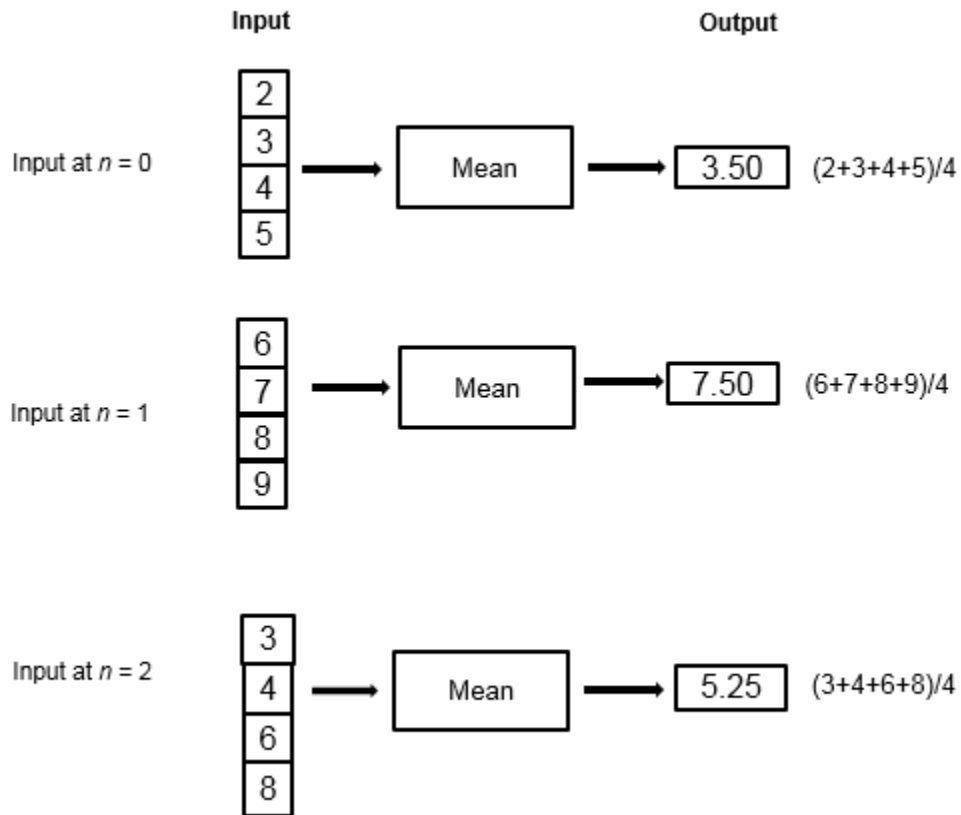 Input Output
Input at n = 0
2
3
4
5
Mean
3.50 (2+3+4+5)/4
Input at n = 1
6
7
8
9
Mean
7.50 (6+7+8+9)/4
Input at n = 2
3
4
6
8
Mean
5.25 (3+4+6+8)/4